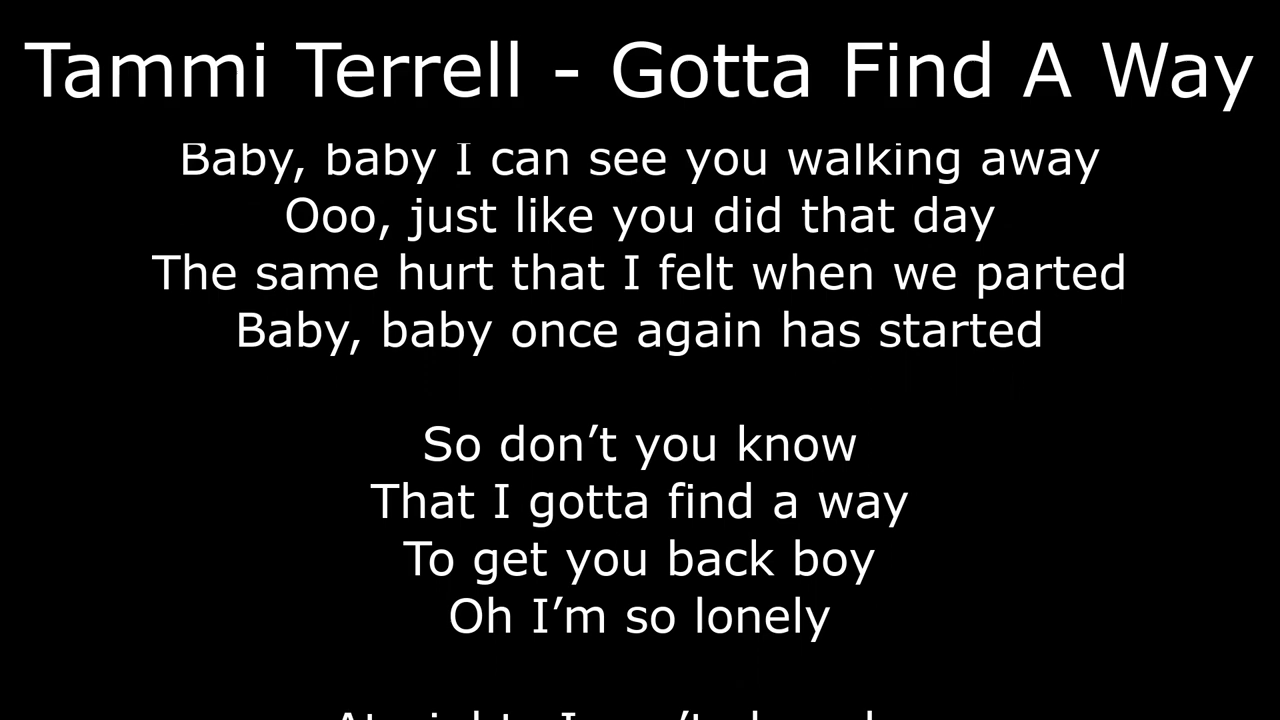 Tammi Terrell - Gotta Find A Way
Baby, baby I can see you walking away
Ooo, just like you did that day
The same hurt that I felt when we parted
Baby, baby once again has started
So don’t you know
That I gotta find a way
To get you back boy
Oh I’m so lonely